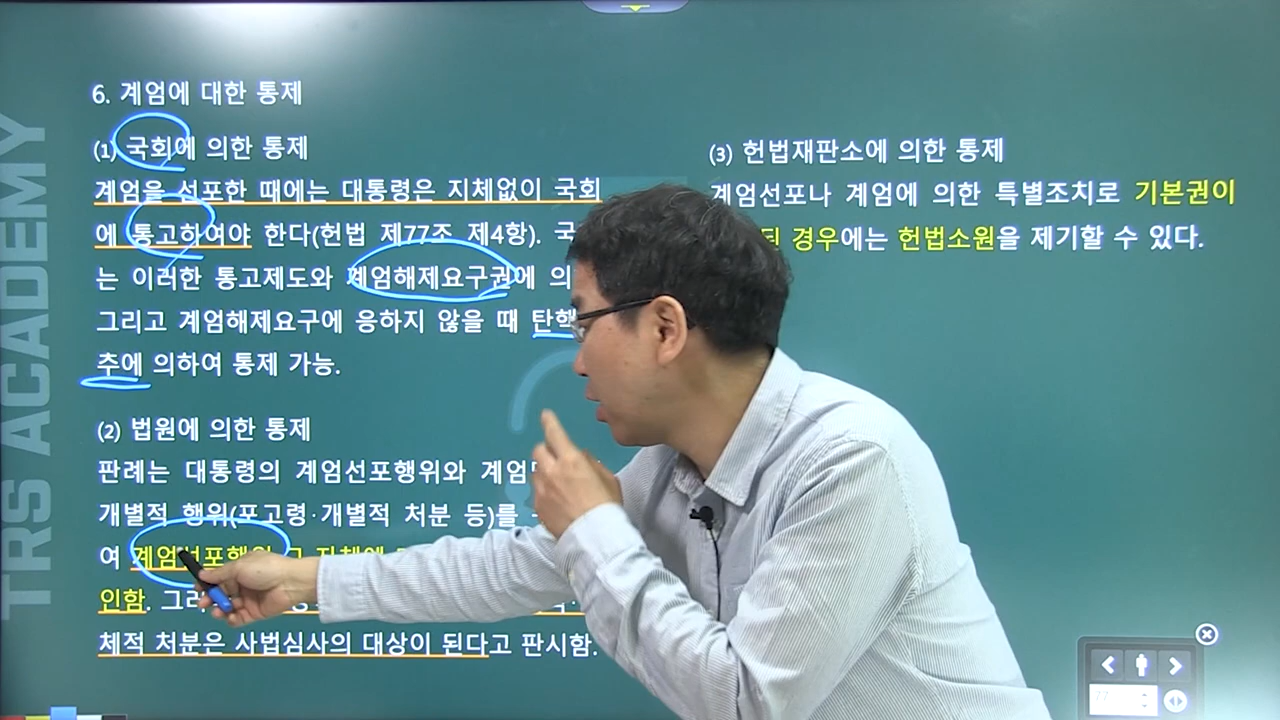 TRS ACADEMY
6. 계엄에 대한 통제
(1) 국회에 의한 통제
계엄을 선포한 때에는 대통령은 지체없이 국회
에 통고하여야 한다(헌법 제77조 제4항).
는 이러한 통고제도와 계엄해제요구권에
그리고 계엄해제요구에 응하지 않을 때
추에 의하여 통제 가능.
(2) 법원에 의한 통제
판례는 대통령의 계엄선포행위와
개별적 행위(포고령·개별적 처분 등)를
여 계엄선포행위
인함.
체적 처분은 사법심사의 대상이 된다고 판시함.
(3) 헌법재판소에 의한 통제
계엄선포나 계엄에 의한 특별조치로 기본권이
경우에는 헌법소원을 제기할 수 있다.
77